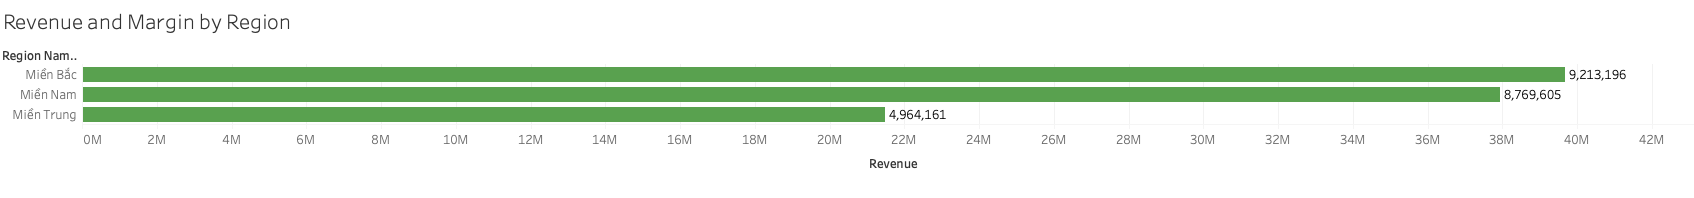 Revenue and Margin by Region
Region Nam..
Miền Bắc 9,213,196
Miền Nam 8,769,605
Miền Trung 4,964,161
0M 2M 4M 6M 8M 10M 12M 14M 16M 18M 20M 22M 24M 26M 28M 30M 32M 34M 36M 38M 40M 42M
Revenue